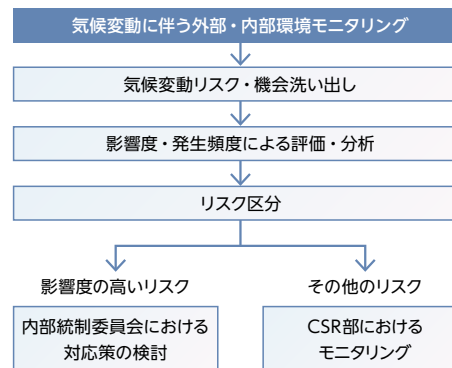 気候変動に伴う外部・内部環境モニタリング
気候変動リスク・機会洗い出し
影響度・発生頻度による評価・分析
リスク区分
影響度の高いリスク
内部統制委員会における
対応策の検討
その他のリスク
CSR部における
モニタリング